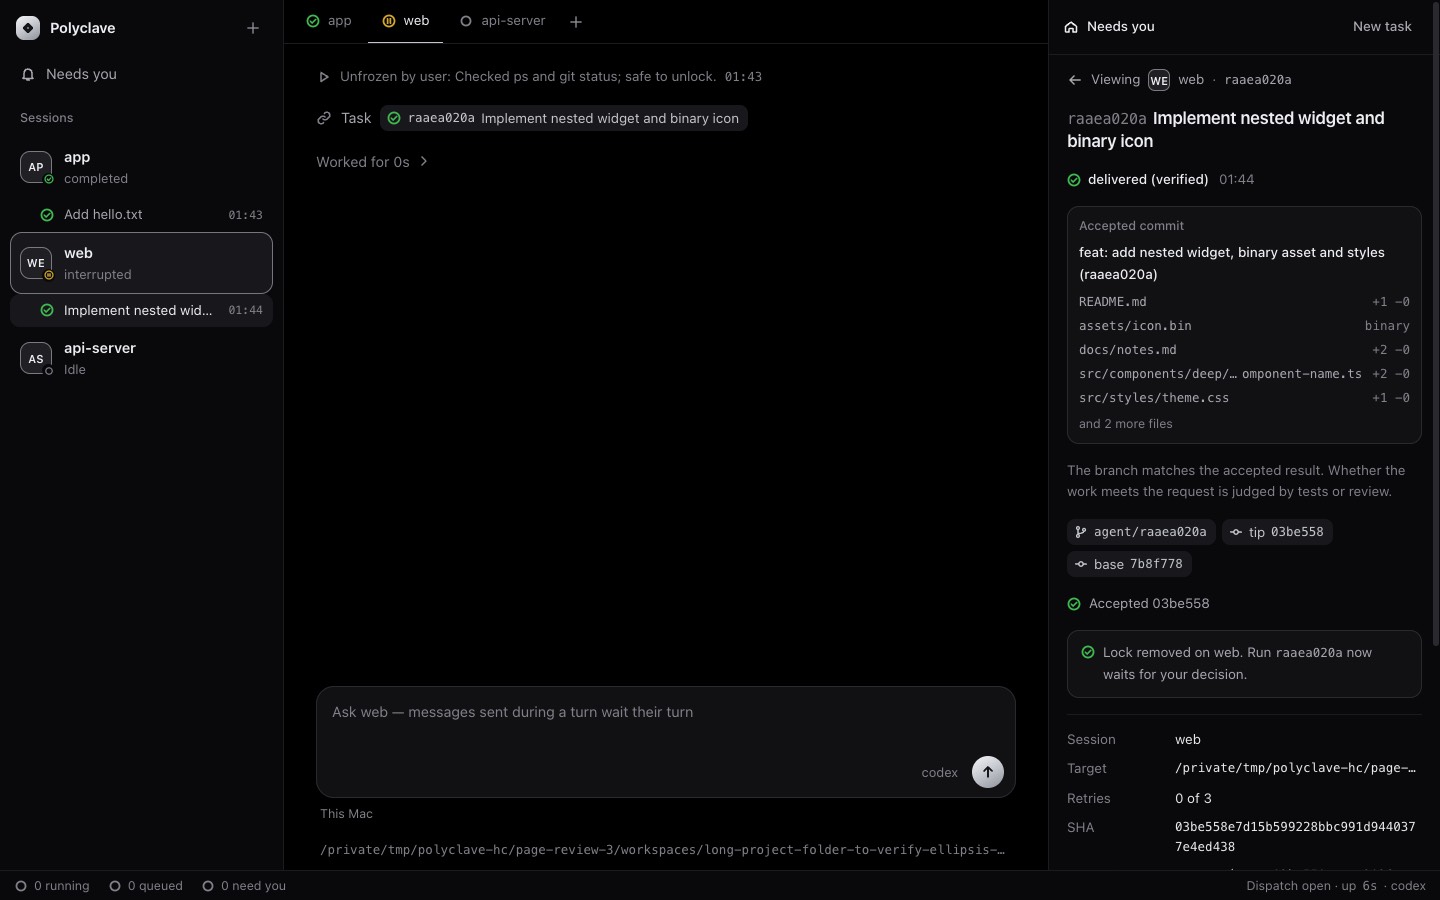 Polyclave
Needs you
Sessions
AP
app
completed
Add hello.txt 01:43
WE
web
interrupted
Implement nested wid... 01:44
AS
api-server
Idle
app
web
api-server
Unfrozen by user: Checked ps and git status; safe to unlock. 01:43
Task raaea020a Implement nested widget and binary icon
Worked for 0s
Ask web — messages sent during a turn wait their turn
codex
This Mac
/private/tmp/polyclave-hc/page-review-3/workspaces/long-project-folder-to-verify-ellipsis-…
Needs you
New task
Viewing WE web · raaea020a
raaea020a Implement nested widget and
binary icon
delivered (verified) 01:44
Accepted commit
feat: add nested widget, binary asset and styles
(raaea020a)
README.md +1 −0
assets/icon.bin binary
docs/notes.md +2 −0
src/components/deep/… omponent-name.ts +2 −0
src/styles/theme.css +1 −0
and 2 more files
The branch matches the accepted result. Whether the
work meets the request is judged by tests or review.
agent/raaea020a tip 03be558
base 7b8f778
Accepted 03be558
Lock removed on web. Run raaea020a now
waits for your decision.
Session web
Target /private/tmp/polyclave-hc/page-…
Retries 0 of 3
SHA 03be558e7d15b599228bbc991d944037
7e4ed438
0 running 0 queued 0 need you
Dispatch open · up 6s · codex